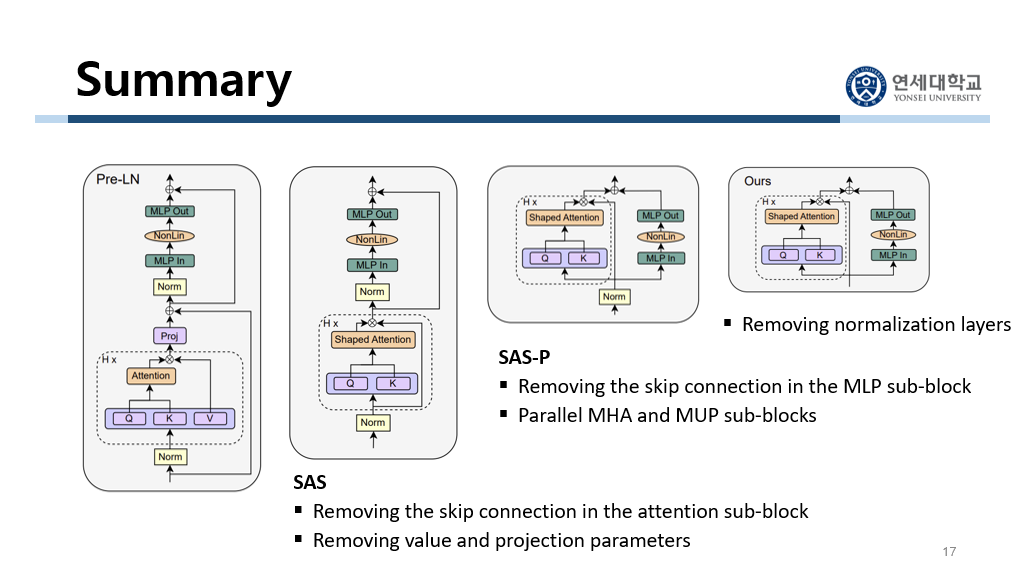 Summary
연세대학교
YONSEI UNIVERSITY
Pre-LN
MLP Out
NonLin
MLP In
Norm
Proj
H x
Attention
Q K V
Norm
MLP Out
NonLin
MLP In
Norm
H x
Shaped Attention
Q K
Norm
H x
Shaped Attention
Q K
MLP Out
NonLin
MLP In
Norm
Ours
H x
Shaped Attention
Q K
MLP Out
NonLin
MLP In
▪ Removing normalization layers
SAS-P
▪ Removing the skip connection in the MLP sub-block
▪ Parallel MHA and MUP sub-blocks
SAS
▪ Removing the skip connection in the attention sub-block
▪ Removing value and projection parameters
17